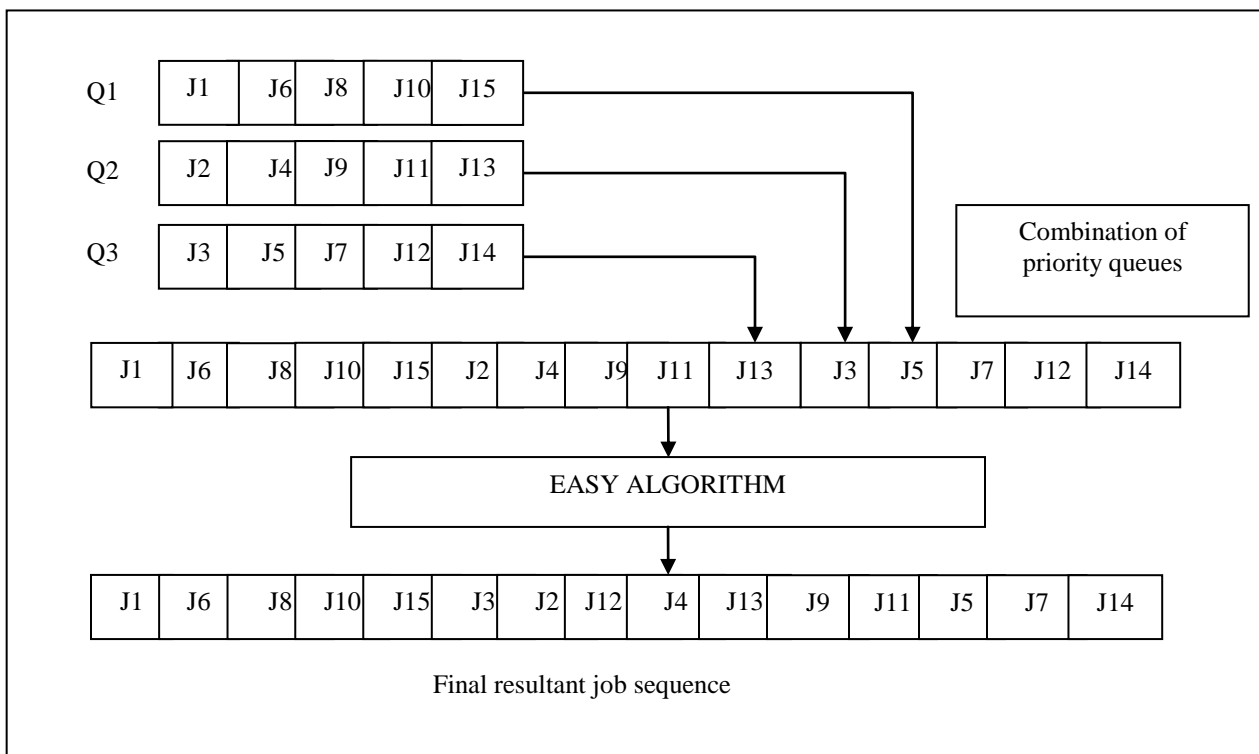 Q1 J1 J6 J8 J10 J15
Q2 J2 J4 J9 J11 J13
Q3 J3 J5 J7 J12 J14
Combination of
priority queues
J1 J6 J8 J10 J15 J2 J4 J9 J11 J13 J3 J5 J7 J12 J14
EASY ALGORITHM
J1 J6 J8 J10 J15 J3 J2 J12 J4 J13 J9 J11 J5 J7 J14
Final resultant job sequence